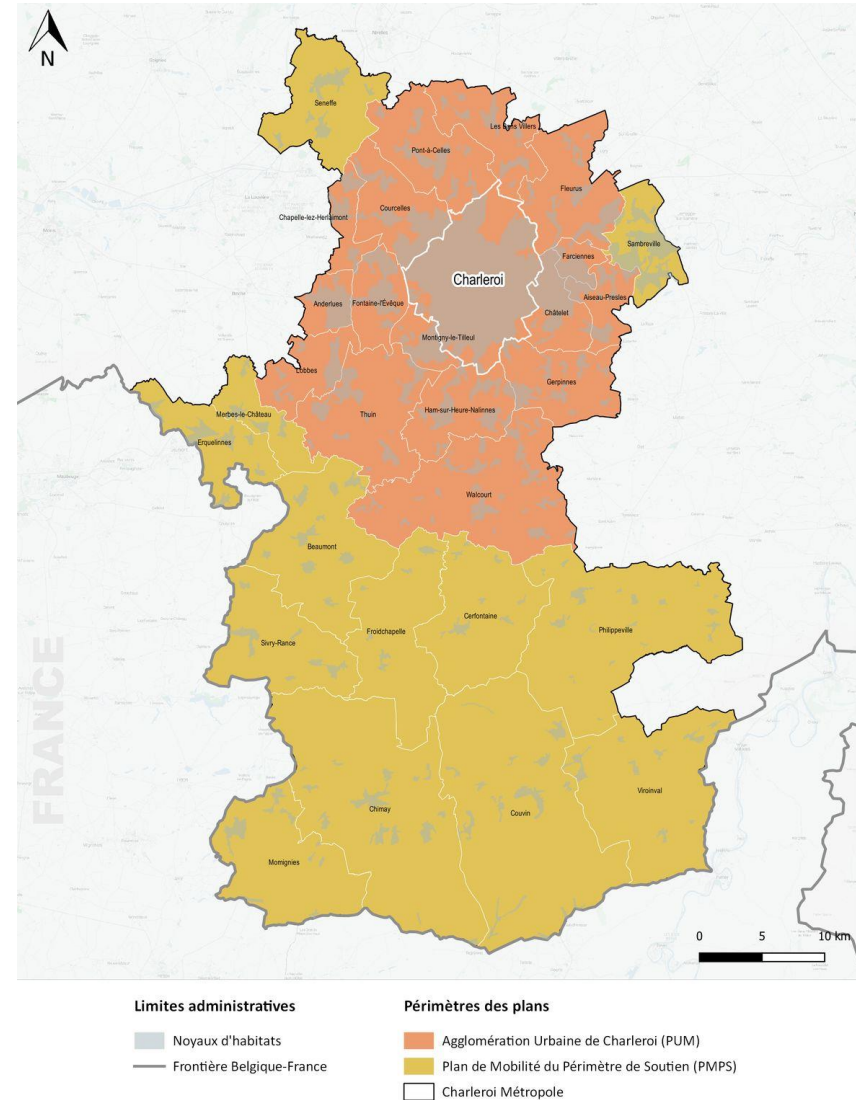 N
Seneffe
Les Bons Villers
Pont-à-Celles
Fleurus
Courcelles
Chapelle-lez-Herlaimont
Sambreville
Farciennes
Charleroi
Aiseau-Presles
Anderlues
Fontaine-l'Évêque
Châtelet
Montigny-le-Tilleul
Lobbes
Gerpinnes
Merbes-le-Château
Thuin
Ham-sur-Heure-Nalinnes
Erquelinnes
Walcourt
Beaumont
Cerfontaine
Sivry-Rance
Froidchapelle
Philippeville
FRANCE
Viroinval
Chimay
Couvin
Momignies
0 5 10 km
Limites administratives
Noyaux d'habitats
Frontière Belgique-France
Périmètres des plans
Agglomération Urbaine de Charleroi (PUM)
Plan de Mobilité du Périmètre de Soutien (PMPS)
Charleroi Métropole